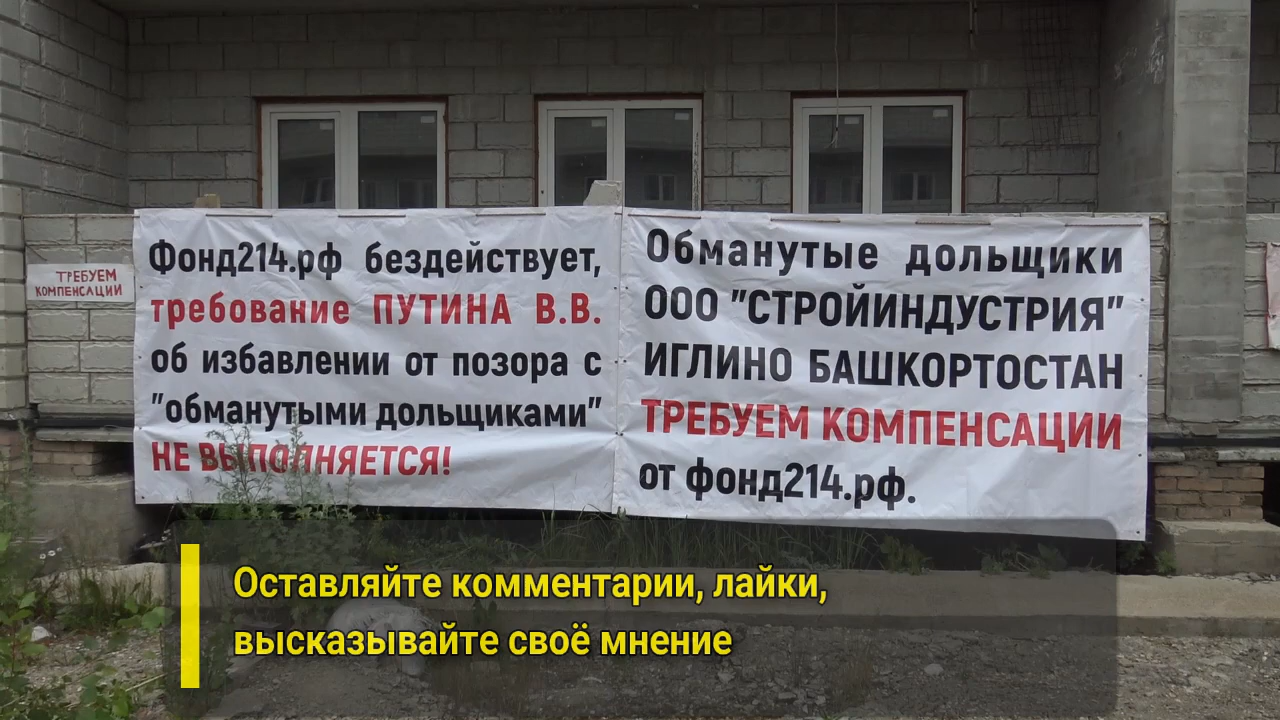 ТРЕБУЕМ
КОМПЕНСАЦИИ
Фонд214.рф бездействует,
требование ПУТИНА В.В.
об избавлении от позора с
"обманутыми дольщиками"
НЕ ВЫПОЛНЯЕТСЯ!
Обманутые дольщики
ООО "СТРОЙИНДУСТРИЯ"
ИГЛИНО БАШКОРТОСТАН
ТРЕБУЕМ КОМПЕНСАЦИИ
от фонд214.рф.
Оставляйте комментарии, лайки,
высказывайте своё мнение